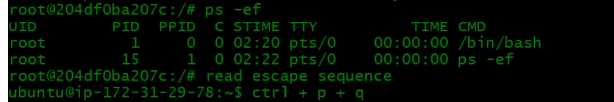 root@204df0ba207c:/# ps -ef
UID        PID  PPID  C STIME TTY          TIME CMD
root         1     0  0 02:20 pts/0    00:00:00 /bin/bash
root        15     1  0 02:20 pts/0    00:00:00 ps -ef
root@204df0ba207c:/# read escape sequence
ubuntu@ip-172-31-29-78:~$ ctrl + p + q